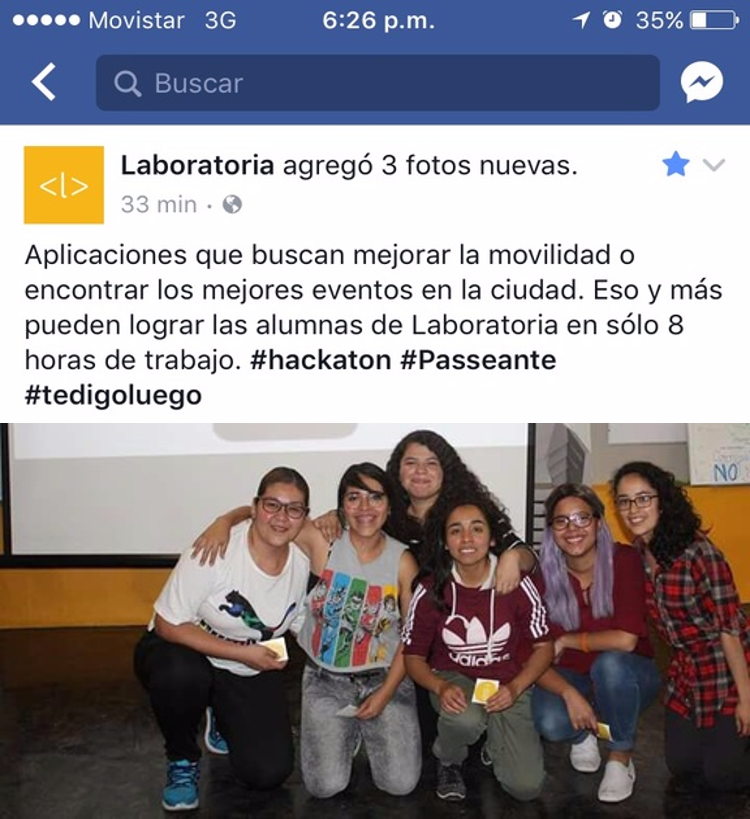 Movistar 3G 6:26 p.m. 35%
Buscar
<l>
Laboratoria agregó 3 fotos nuevas.
33 min ·
Aplicaciones que buscan mejorar la movilidad o
encontrar los mejores eventos en la ciudad. Eso y más
pueden lograr las alumnas de Laboratoria en sólo 8
horas de trabajo. #hackaton #Passeante
#tedigoluego
NO
adidas